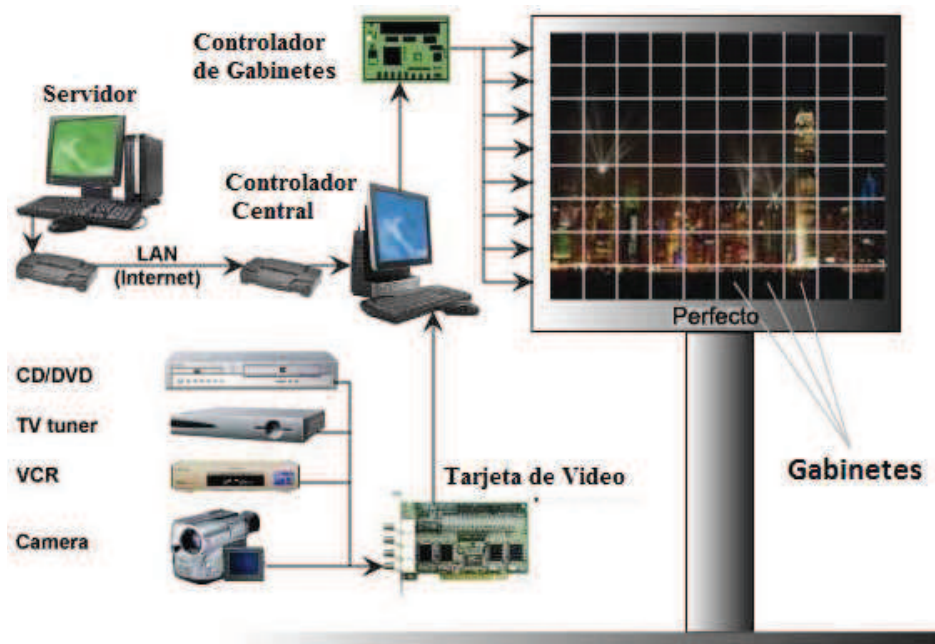 Controlador
de Gabinetes
Servidor
Controlador
Central
LAN
(Internet)
Perfecto
CD/DVD
TV tuner
VCR
Camera
Tarjeta de Video
Gabinetes